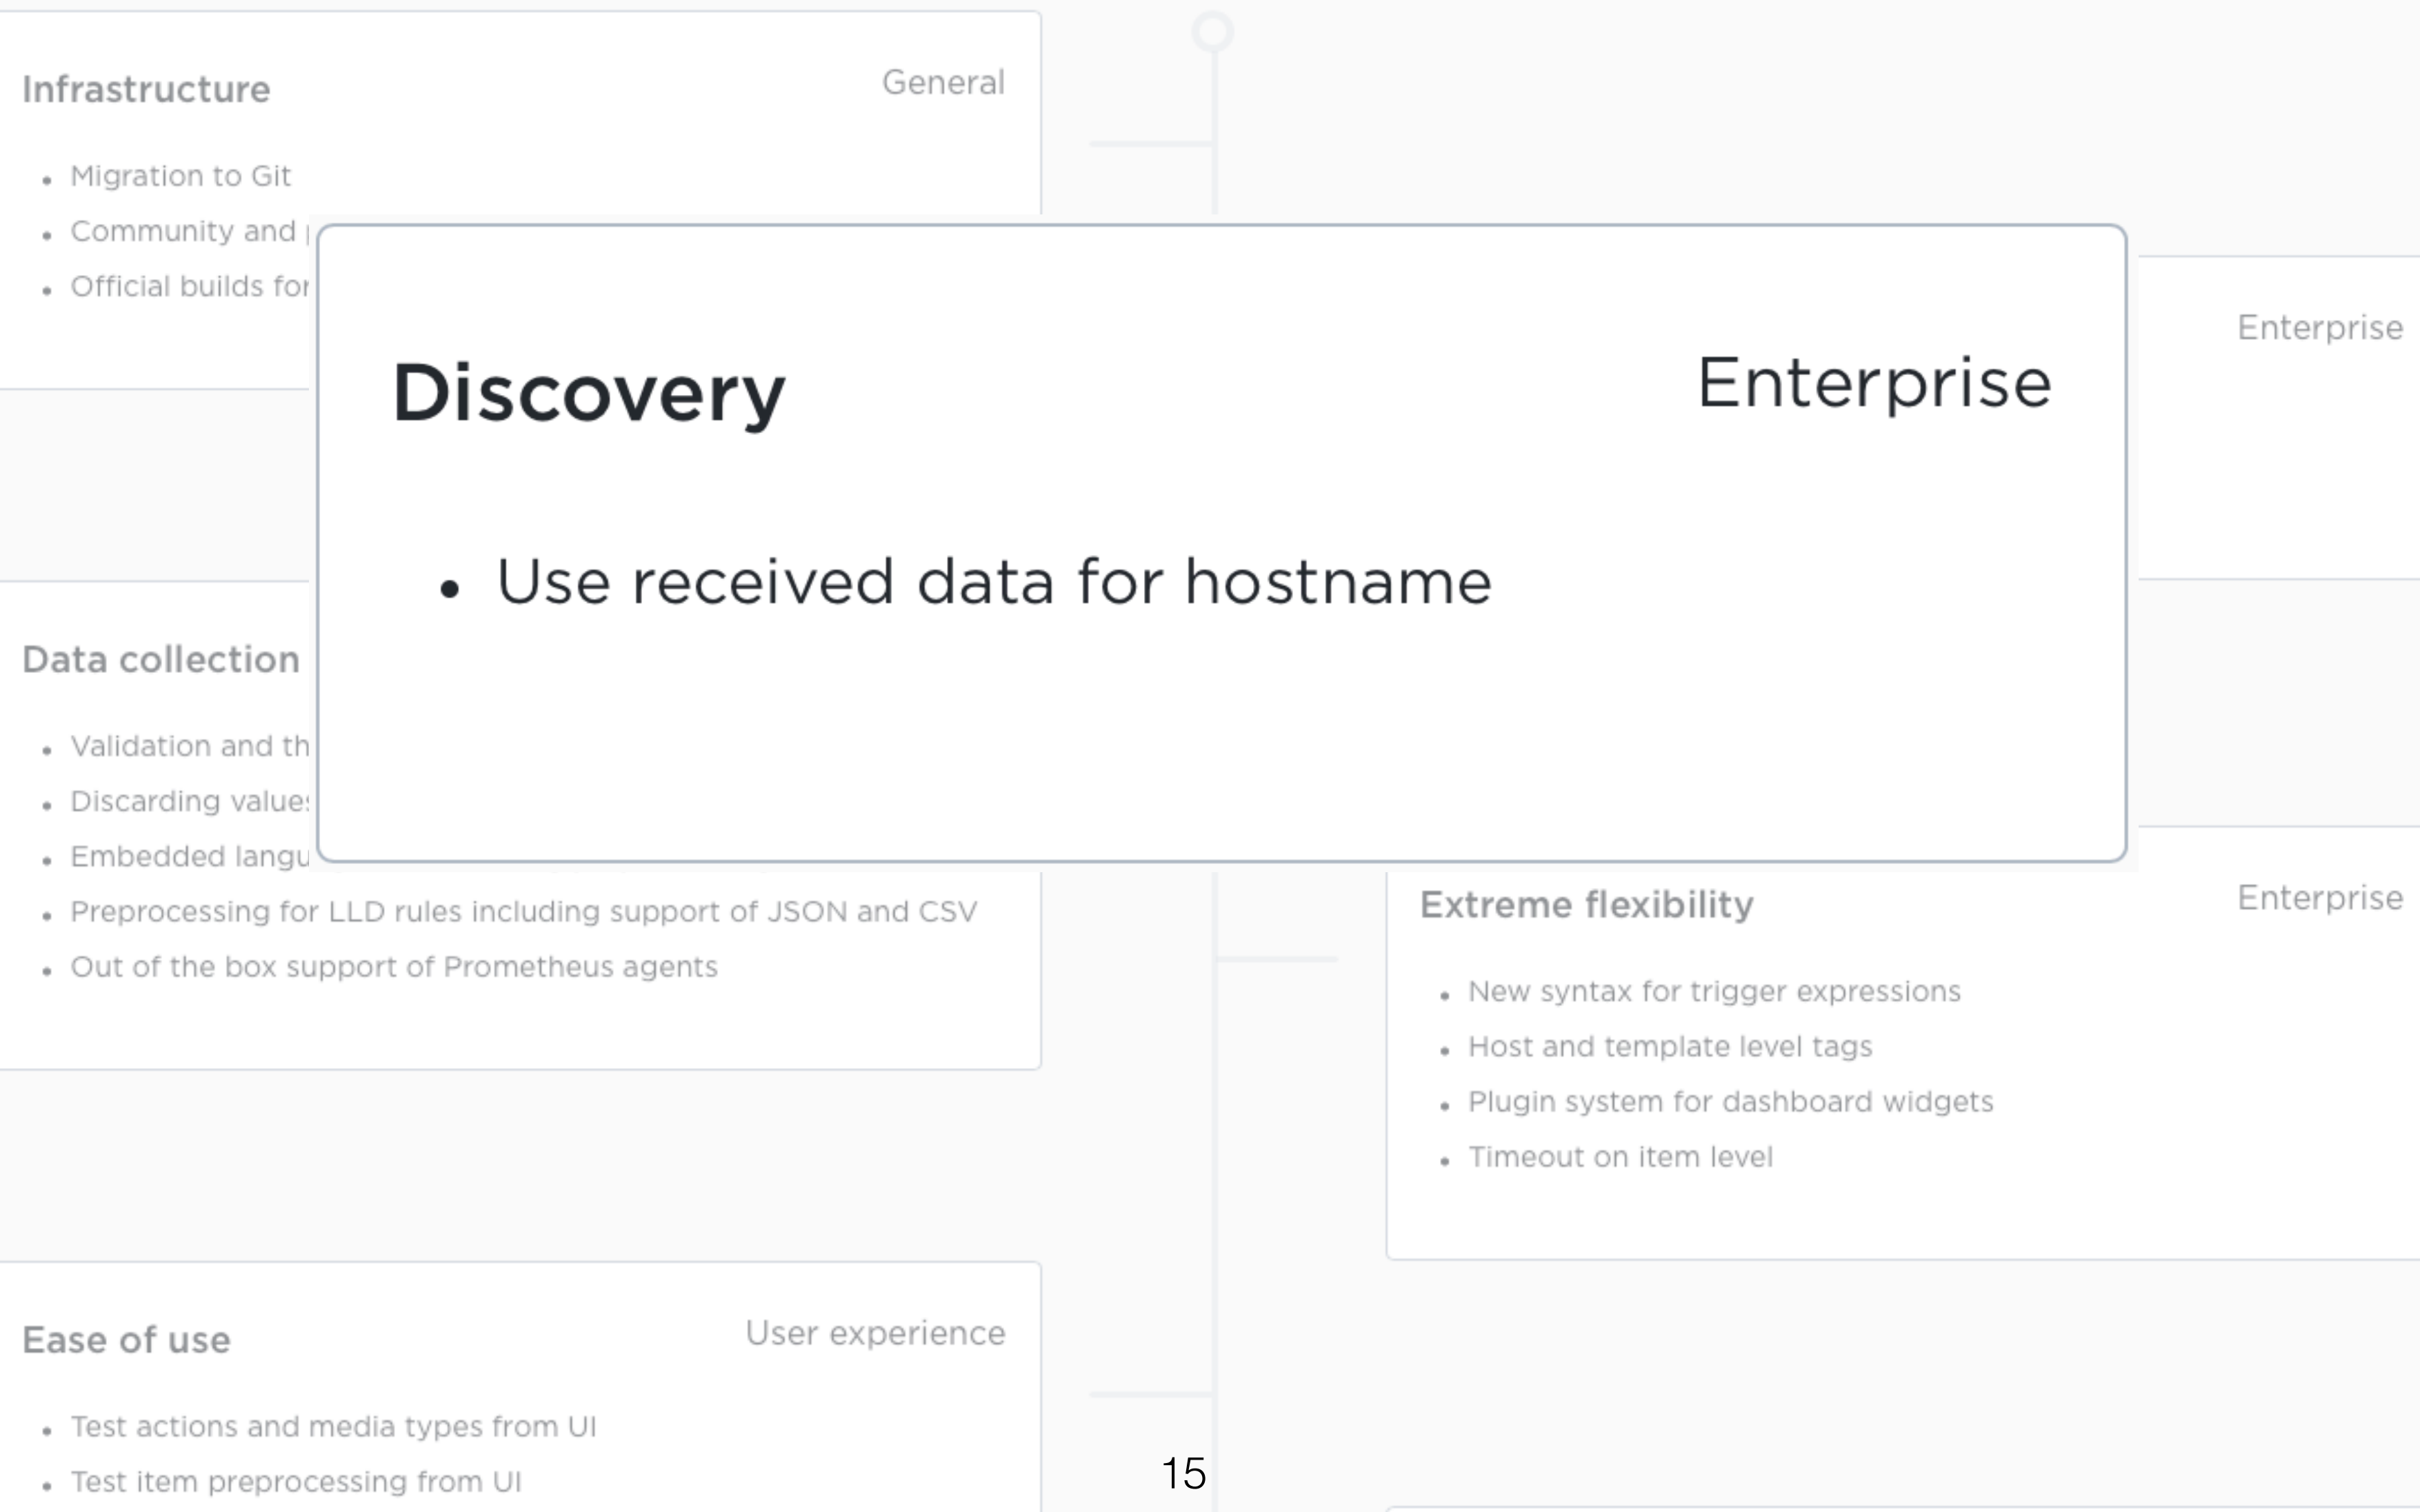 Infrastructure
General
Migration to Git
Community and
Official builds for
Discovery
Enterprise
Use received data for hostname
Enterprise
Data collection
Validation and
Discarding values
Embedded
Preprocessing for LLD rules including support of JSON and CSV
Out of the box support of Prometheus agents
Extreme flexibility
Enterprise
New syntax for trigger expressions
Host and template level tags
Plugin system for dashboard widgets
Timeout on item level
Ease of use
User experience
Test actions and media types from UI
Test item preprocessing from UI
15